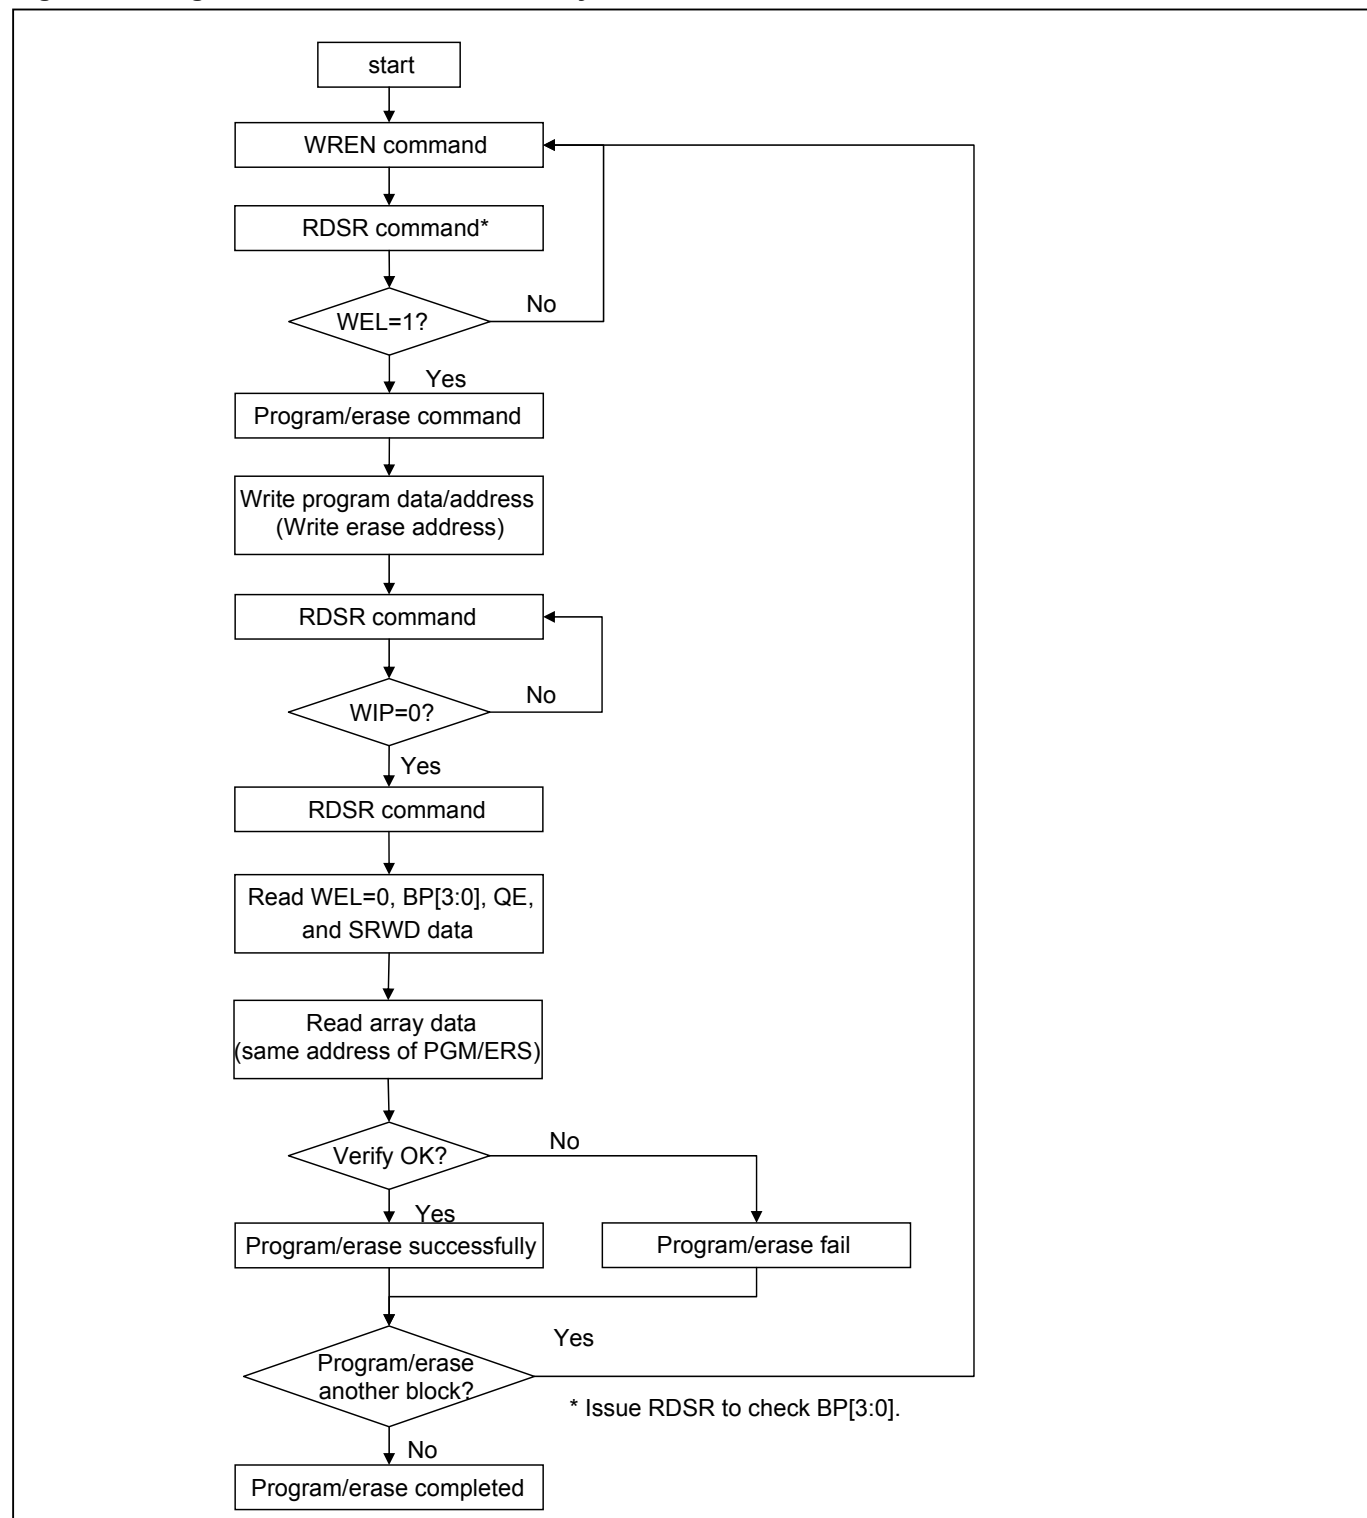 start
WREN command
RDSR command*
WEL=1?
No
Yes
Program/erase command
Write program data/address
(Write erase address)
RDSR command
WIP=0?
No
Yes
RDSR command
Read WEL=0, BP[3:0], QE,
and SRWD data
Read array data
(same address of PGM/ERS)
Verify OK?
No
Yes
Program/erase successfully
Program/erase fail
Yes
Program/erase
another block?
* Issue RDSR to check BP[3:0].
No
Program/erase completed